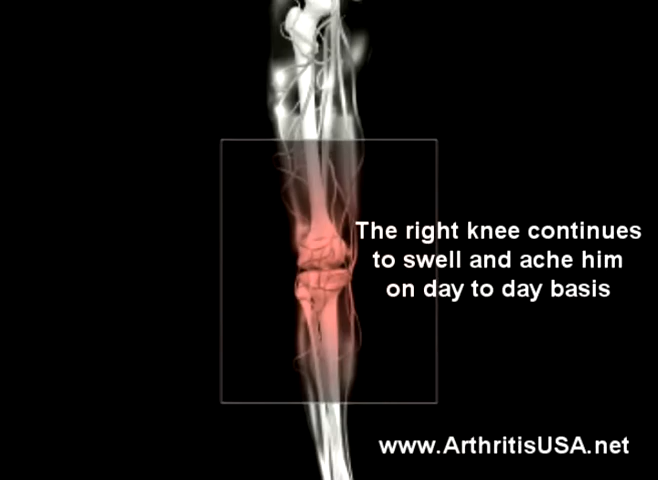 The right knee continues
to swell and ache him
on day to day basis
www.ArthritisUSA.net